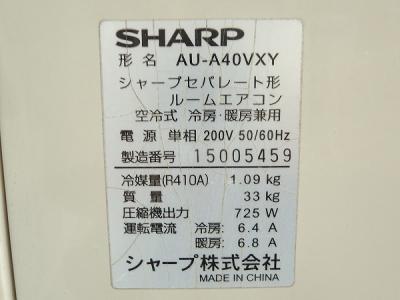 SHARP
形 名 AU-A40VXY
シャープセパレート形
ルームエアコン
空冷式 冷房・暖房兼用
電 源 単相 200V 50/60Hz
製造番号 15005459
冷媒量(R410A) 1.09 kg
質 量 33 kg
圧縮機出力 725 W
運転電流 冷房: 6.4 A
暖房: 6.8 A
シャープ株式会社
MADE IN CHINA